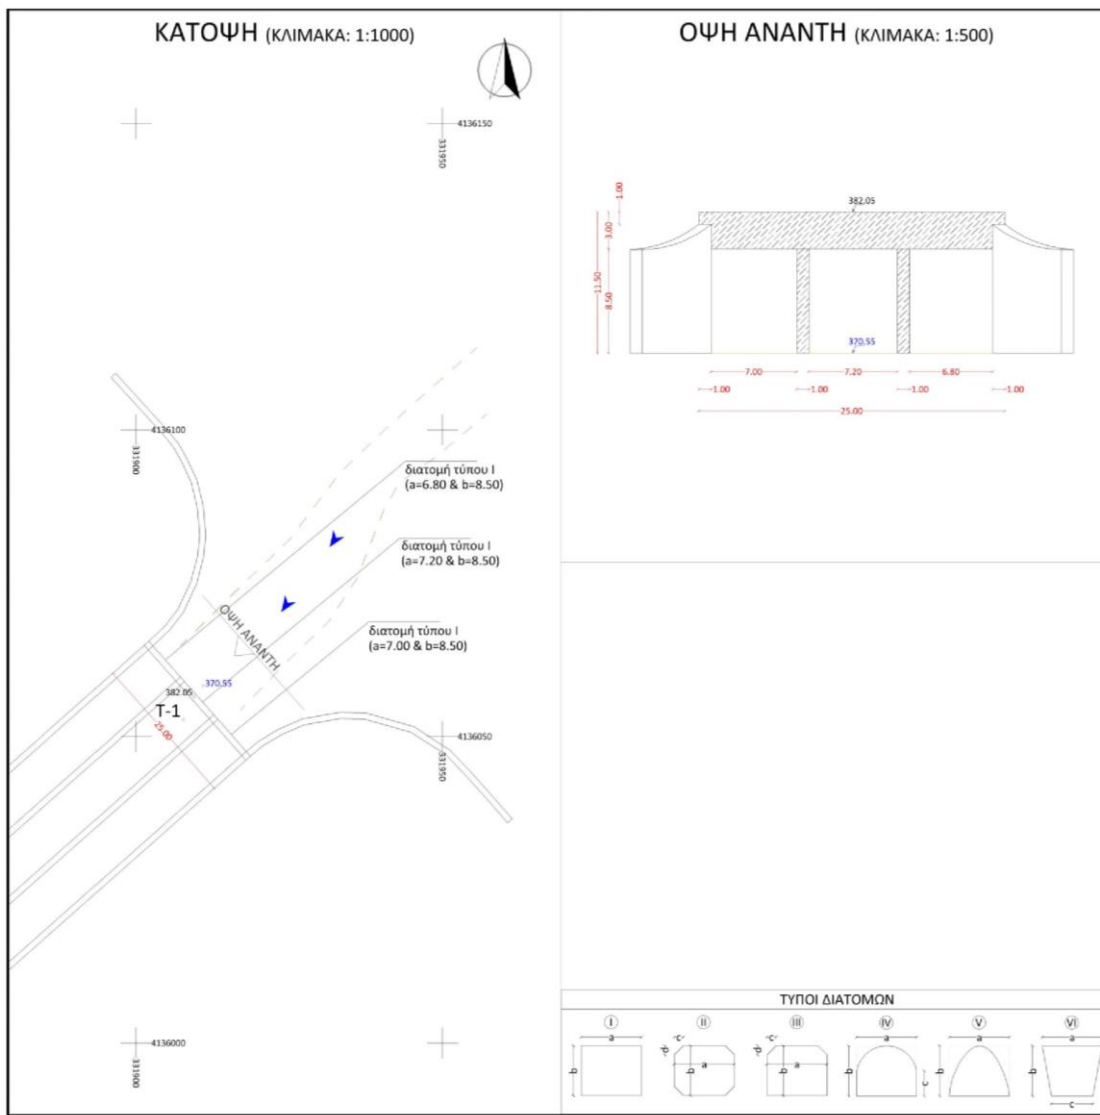 ΚΑΤΟΨΗ (ΚΛΙΜΑΚΑ: 1:1000)
4136150
331950
4136100
331900
διατομή τύπου Ι
(a=6.80 & b=8.50)
διατομή τύπου Ι
(a=7.20 & b=8.50)
διατομή τύπου Ι
(a=7.00 & b=8.50)
ΟΨΗ ΑΝΑΝΤΗ
370.55
382.05
T-1
25.00
4136050
331950
4136000
331900
ΟΨΗ ΑΝΑΝΤΗ (ΚΛΙΜΑΚΑ: 1:500)
1.00
382.05
3.00
11.50
8.50
370.55
7.00 7.20 6.80
1.00 1.00 1.00 1.00
25.00
ΤΥΠΟΙ ΔΙΑΤΟΜΩΝ
I II III IV V VI
a c c a a a
b d b a d b a b c b b c